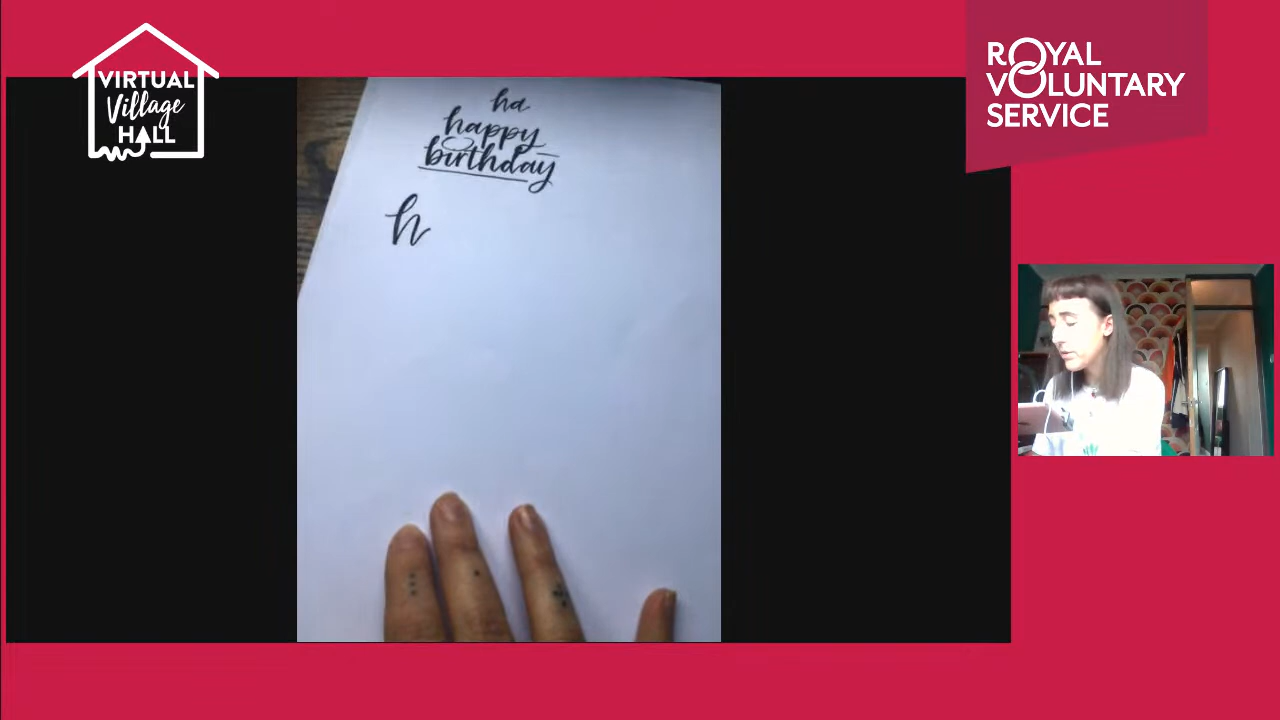 VIRTUAL
Village
HALL
ROYAL
VOLUNTARY
SERVICE
ha
happy
birthday
h